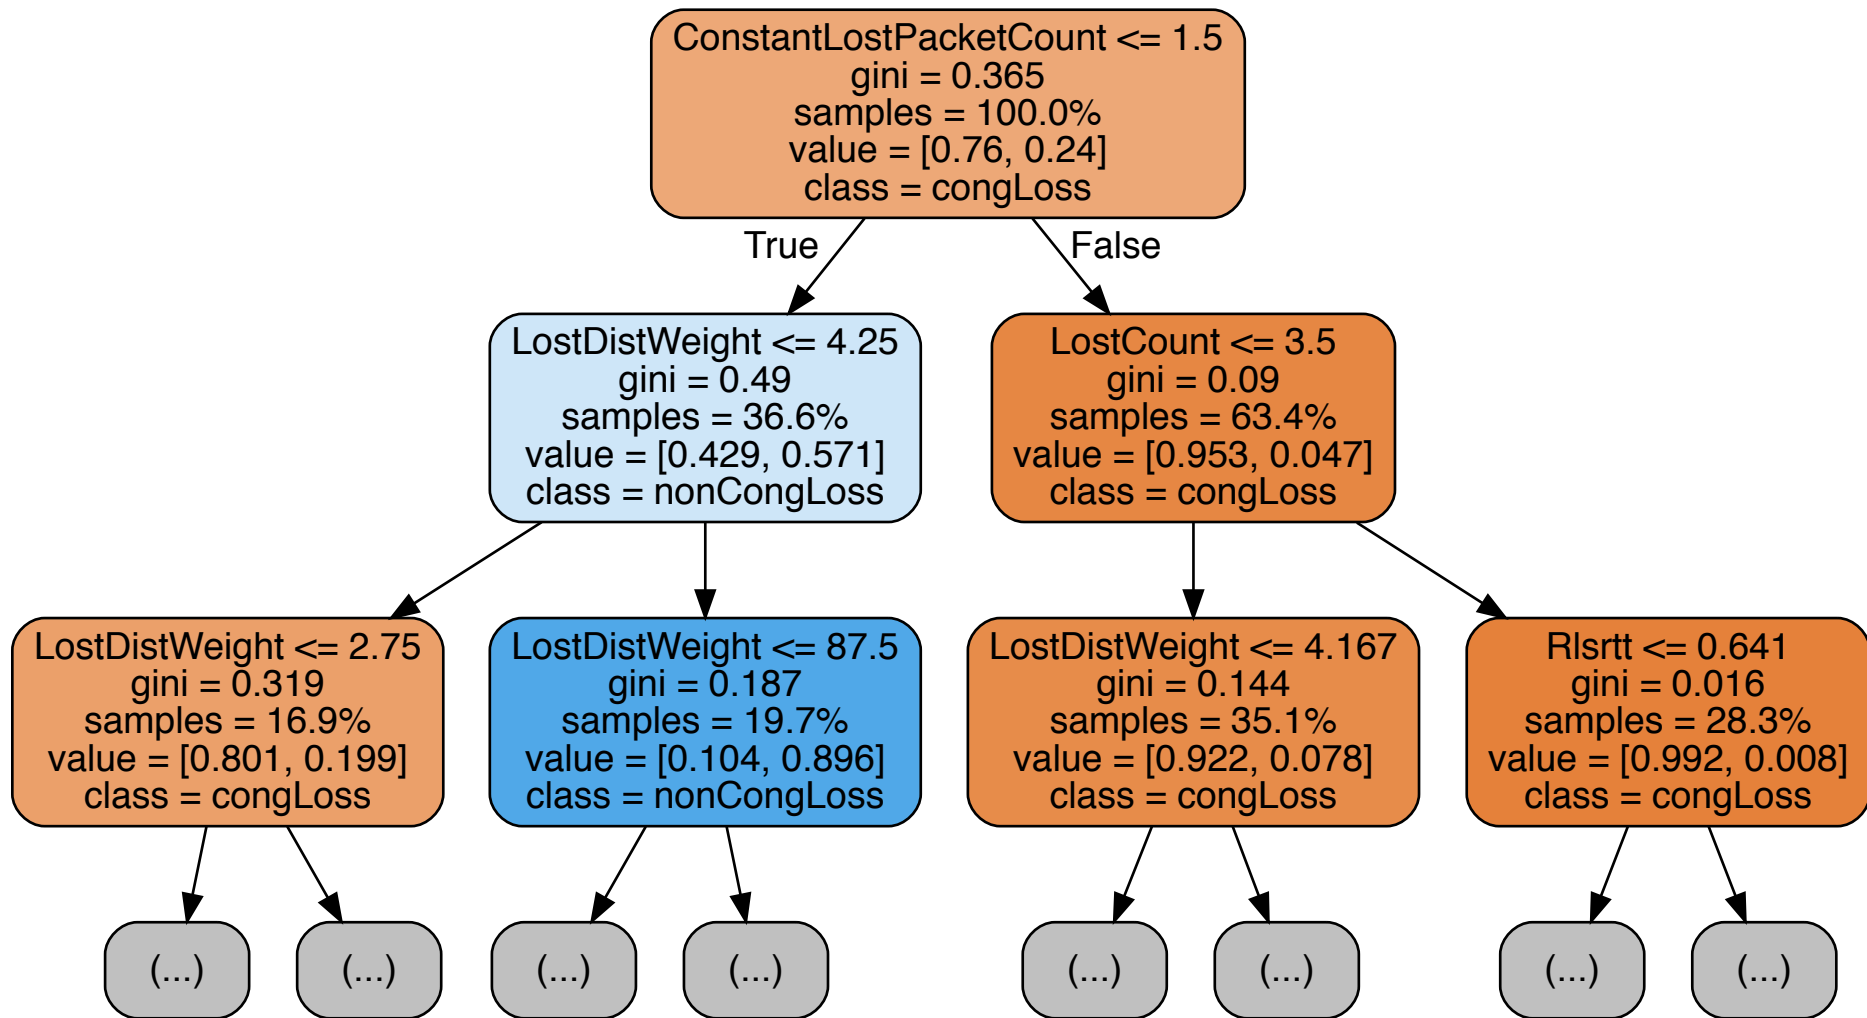 ConstantLostPacketCount <= 1.5
gini = 0.365
samples = 100.0%
value = [0.76, 0.24]
class = congLoss
True
False
LostDistWeight <= 4.25
gini = 0.49
samples = 36.6%
value = [0.429, 0.571]
class = nonCongLoss
LostCount <= 3.5
gini = 0.09
samples = 63.4%
value = [0.953, 0.047]
class = congLoss
LostDistWeight <= 2.75
gini = 0.319
samples = 16.9%
value = [0.801, 0.199]
class = congLoss
LostDistWeight <= 87.5
gini = 0.187
samples = 19.7%
value = [0.104, 0.896]
class = nonCongLoss
LostDistWeight <= 4.167
gini = 0.144
samples = 35.1%
value = [0.922, 0.078]
class = congLoss
Rlsrtt <= 0.641
gini = 0.016
samples = 28.3%
value = [0.992, 0.008]
class = congLoss
(...)
(...)
(...)
(...)
(...)
(...)
(...)
(...)